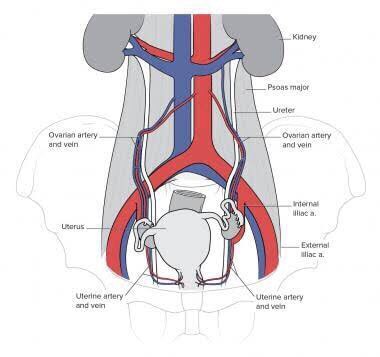 Kidney
Psoas major
Ureter
Ovarian artery
and vein
Ovarian artery
and vein
Internal
iliac a.
Uterus
External
iliac a.
Uterine artery
and vein
Uterine artery
and vein